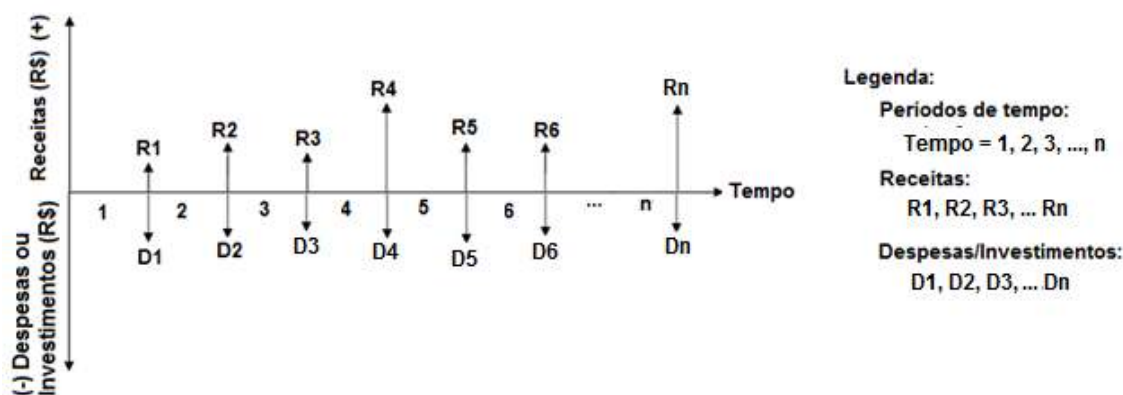 Receitas (R$) (+)
(-) Despesas ou
Investimentos (R$)
R1
R2
R3
R4
R5
R6
Rn
1
2
3
4
5
6
...
n
Tempo
D1
D2
D3
D4
D5
D6
Dn
Legenda:
Períodos de tempo:
Tempo = 1, 2, 3, ..., n
Receitas:
R1, R2, R3, ... Rn
Despesas/Investimentos:
D1, D2, D3, ... Dn